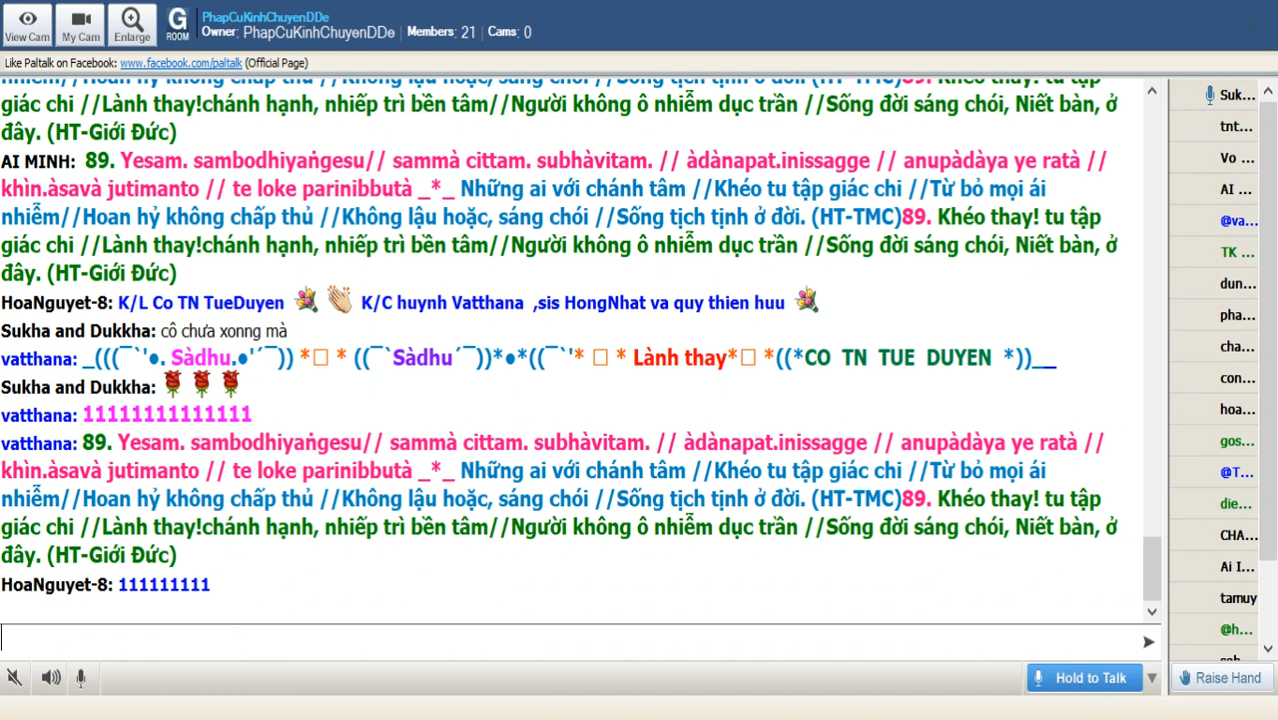 View Cam
My Cam
Enlarge
G
ROOM
PhapCuKinhChuyenDDe
Owner: PhapCuKinhChuyenDDe Members: 21 Cams: 0
Like Paltalk on Facebook: www.facebook.com/paltalk (Official Page)
giác chi //Lành thay!chánh hạnh, nhiếp trì bền tâm//Người không ô nhiễm dục trần //Sống đời sáng chói, Niết bàn, ở
đây. (HT-Giới Đức)
AI MINH: 89. Yesam. sambodhiyaṅgesu// sammà cittam. subhàvitam. // àdànapat.inissagge // anupàdàya ye ratà //
khìn.àsavà jutimanto // te loke parinibbutà _*_ Những ai với chánh tâm //Khéo tu tập giác chi //Từ bỏ mọi ái
nhiễm//Hoan hỷ không chấp thủ //Không lậu hoặc, sáng chói //Sống tịch tịnh ở đời. (HT-TMC)89. Khéo thay! tu tập
giác chi //Lành thay!chánh hạnh, nhiếp trì bền tâm//Người không ô nhiễm dục trần //Sống đời sáng chói, Niết bàn, ở
đây. (HT-Giới Đức)
HoaNguyet-8: K/L Co TN TueDuyen K/C huynh Vatthana ,sis HongNhat va quy thien huu
Sukha and Dukkha: cô chưa xonng mà
vatthana: _(((¯`'●. Sàdhu.●'´¯)) *□ * ((¯`Sàdhu´¯))*●*((¯`'* □ * Lành thay*□ *((*CO TN TUE DUYEN *))__
Sukha and Dukkha:
vatthana: 11111111111111
vatthana: 89. Yesam. sambodhiyaṅgesu// sammà cittam. subhàvitam. // àdànapat.inissagge // anupàdàya ye ratà //
khìn.àsavà jutimanto // te loke parinibbutà _*_ Những ai với chánh tâm //Khéo tu tập giác chi //Từ bỏ mọi ái
nhiễm//Hoan hỷ không chấp thủ //Không lậu hoặc, sáng chói //Sống tịch tịnh ở đời. (HT-TMC)89. Khéo thay! tu tập
giác chi //Lành thay!chánh hạnh, nhiếp trì bền tâm//Người không ô nhiễm dục trần //Sống đời sáng chói, Niết bàn, ở
đây. (HT-Giới Đức)
HoaNguyet-8: 111111111
Suk...
tnt...
Vo ...
AI ...
@va...
TK ...
dun...
pha...
cha...
con...
hoa...
gos...
@T...
die...
CHA...
Ai I...
tamuy
@h...
Hold to Talk
Raise Hand